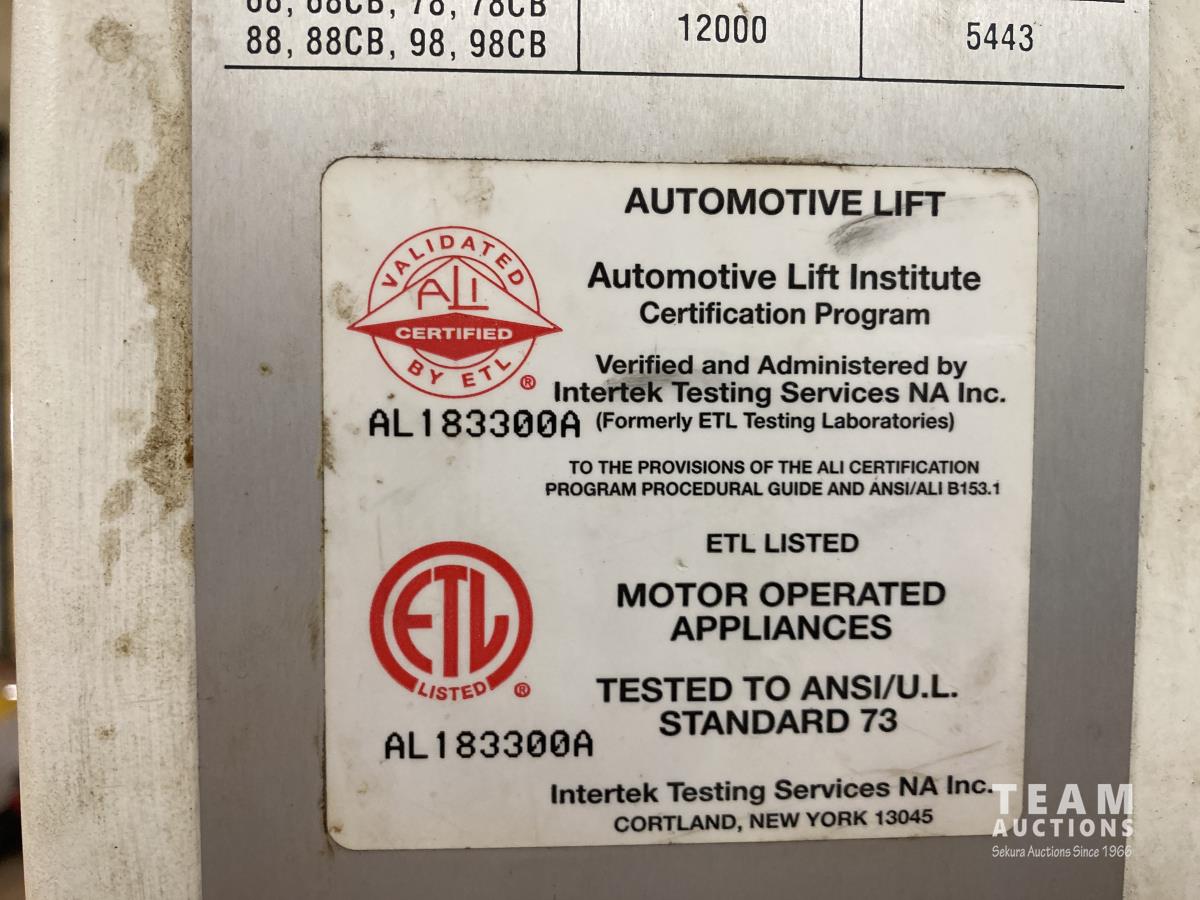 88, 88CB, 98, 98CB 12000 5443
AUTOMOTIVE LIFT
VALIDATED
ALI
CERTIFIED
BY ETL
®
Automotive Lift Institute
Certification Program
Verified and Administered by
Intertek Testing Services NA Inc.
AL183300A (Formerly ETL Testing Laboratories)
TO THE PROVISIONS OF THE ALI CERTIFICATION
PROGRAM PROCEDURAL GUIDE AND ANSI/ALI B153.1
ETL LISTED
ETL
LISTED
®
MOTOR OPERATED
APPLIANCES
TESTED TO ANSI/U.L.
STANDARD 73
AL183300A
Intertek Testing Services NA Inc.
CORTLAND, NEW YORK 13045
TEAM
AUCTIONS
Sekura Auctions Since 1966